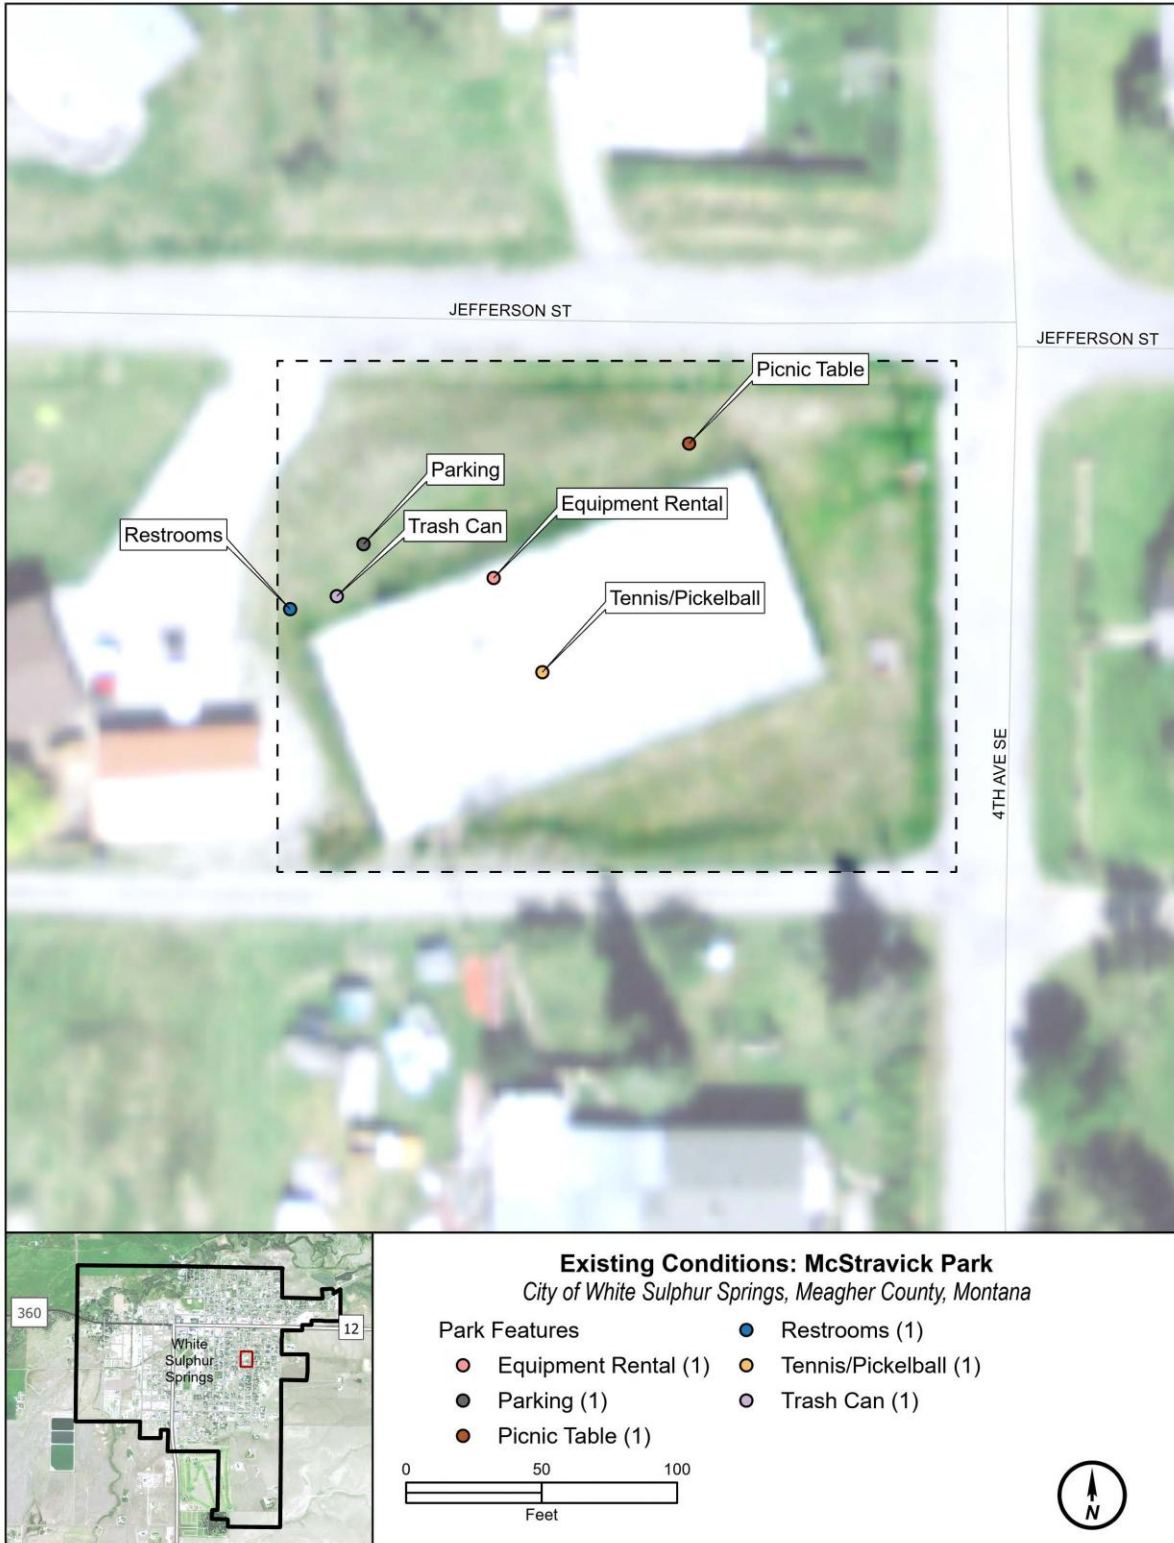 JEFFERSON ST
JEFFERSON ST
Picnic Table
Parking
Equipment Rental
Trash Can
Restrooms
Tennis/Pickelball
4TH AVE SE
360
12
White
Sulphur
Springs
Existing Conditions: McStravick Park
City of White Sulphur Springs, Meagher County, Montana
Park Features
Equipment Rental (1)
Parking (1)
Picnic Table (1)
Restrooms (1)
Tennis/Pickelball (1)
Trash Can (1)
0 50 100
Feet
N